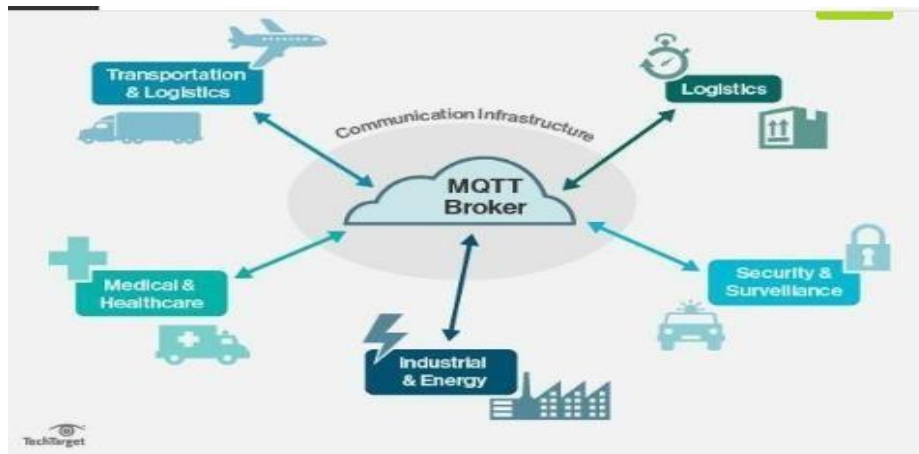 Transportation
& Logistics
Logistics
Communication Infrastructure
MQTT
Broker
Medical &
Healthcare
Security &
Surveillance
Industrial
& Energy
TechTarget